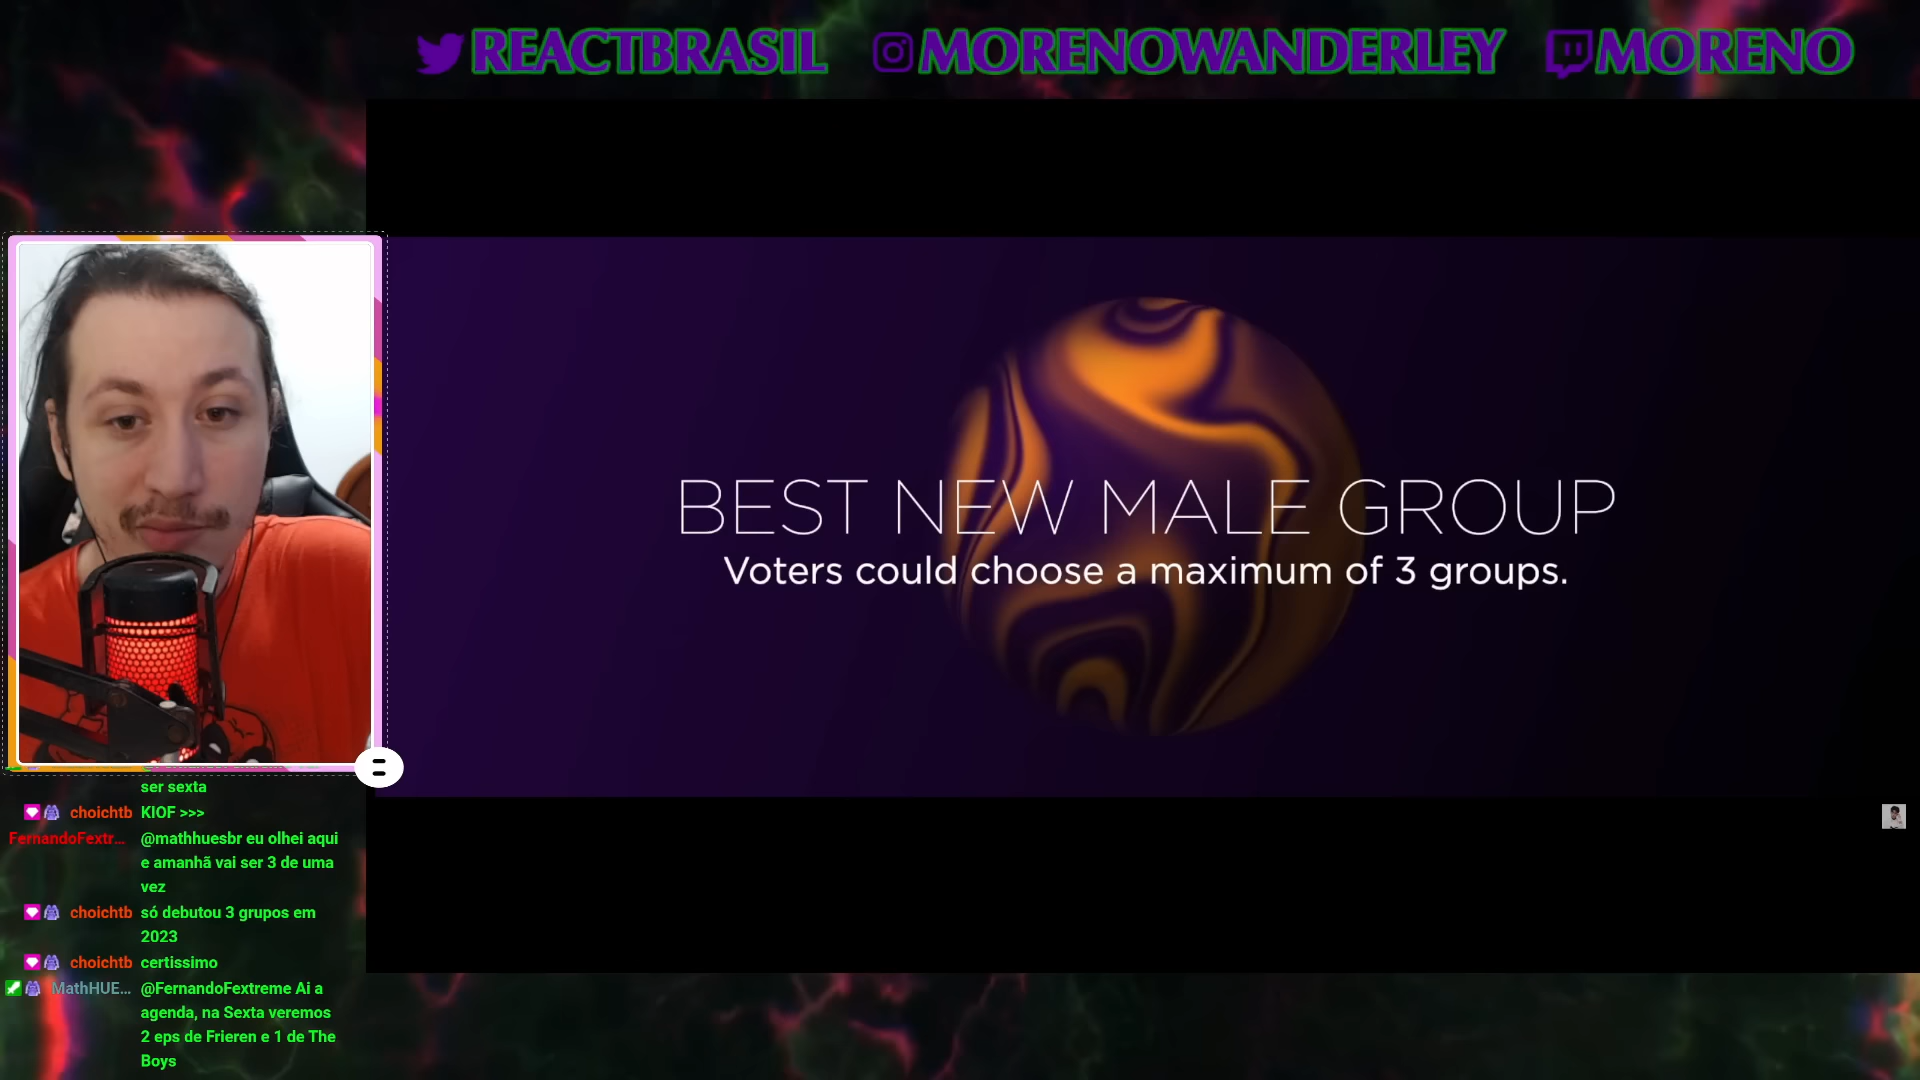 REACTBRASIL MORENOWANDERLEY MORENO
BEST NEW MALE GROUP
Voters could choose a maximum of 3 groups.
ser sexta
choichtb KIOF >>>
FernandoFextr... @mathhuesbr eu olhei aqui
e amanhã vai ser 3 de uma
vez
choichtb só debutou 3 grupos em
2023
choichtb certissimo
MathHUE... @FernandoFextreme Ai a
agenda, na Sexta veremos
2 eps de Frieren e 1 de The
Boys